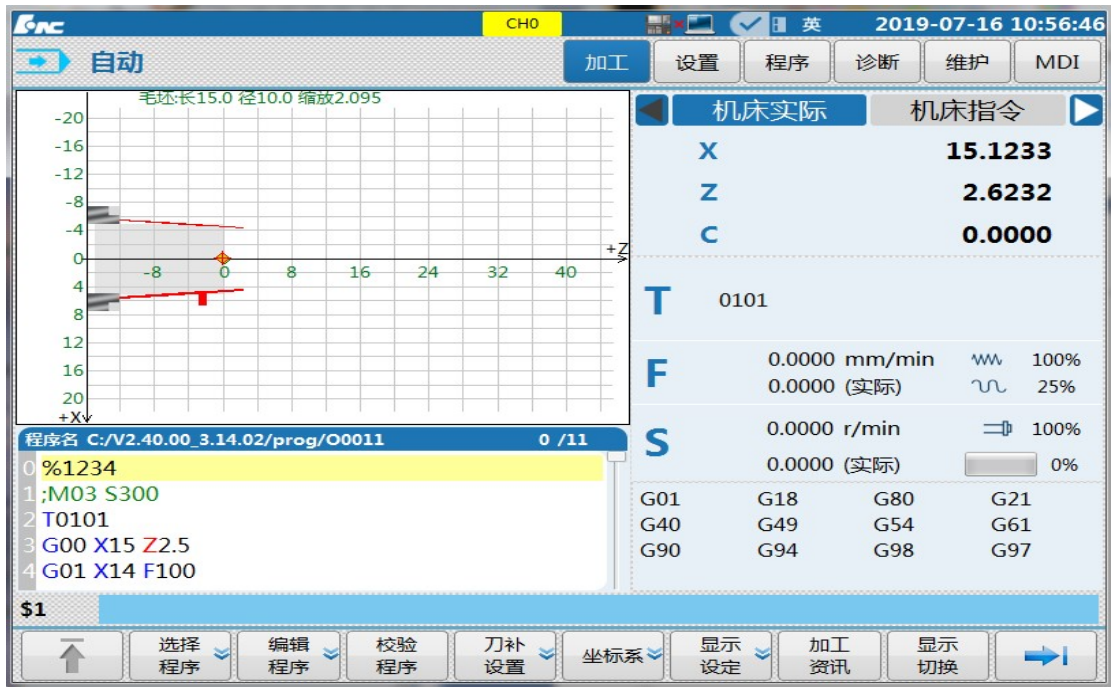 HNC CH0 英 2019-07-16 10:56:46
自动 加工 设置 程序 诊断 维护 MDI
毛坯:长15.0 径10.0 缩放2.095
-20
-16
-12
-8
-4
0
4
8
12
16
20
-8 0 8 16 24 32 40
+Z
+X
机床实际 机床指令
X 15.1233
Z 2.6232
C 0.0000
T 0101
F 0.0000 mm/min 100%
0.0000 (实际) 25%
S 0.0000 r/min 100%
0.0000 (实际) 0%
G01 G18 G80 G21
G40 G49 G54 G61
G90 G94 G98 G97
程序名 C:/V2.40.00_3.14.02/prog/O0011 0 /11
0 %1234
1 ;M03 S300
2 T0101
3 G00 X15 Z2.5
4 G01 X14 F100
$1
选择
程序
编辑
程序
校验
程序
刀补
设置
坐标系
显示
设定
加工
资讯
显示
切换